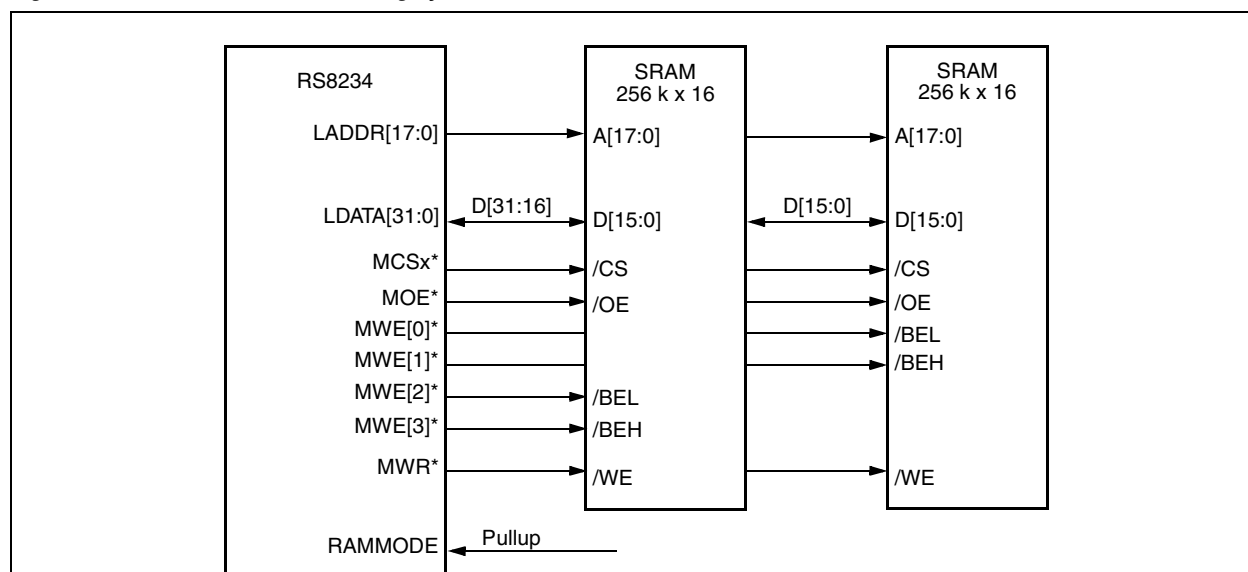 RS8234
SRAM
256 k x 16
SRAM
256 k x 16
LADDR[17:0]
A[17:0]
A[17:0]
LDATA[31:0]
D[31:16]
D[15:0]
D[15:0]
D[15:0]
MCSx*
/CS
/CS
MOE*
/OE
/OE
MWE[0]*
/BEL
MWE[1]*
/BEH
MWE[2]*
/BEL
MWE[3]*
/BEH
MWR*
/WE
/WE
RAMMODE
Pullup